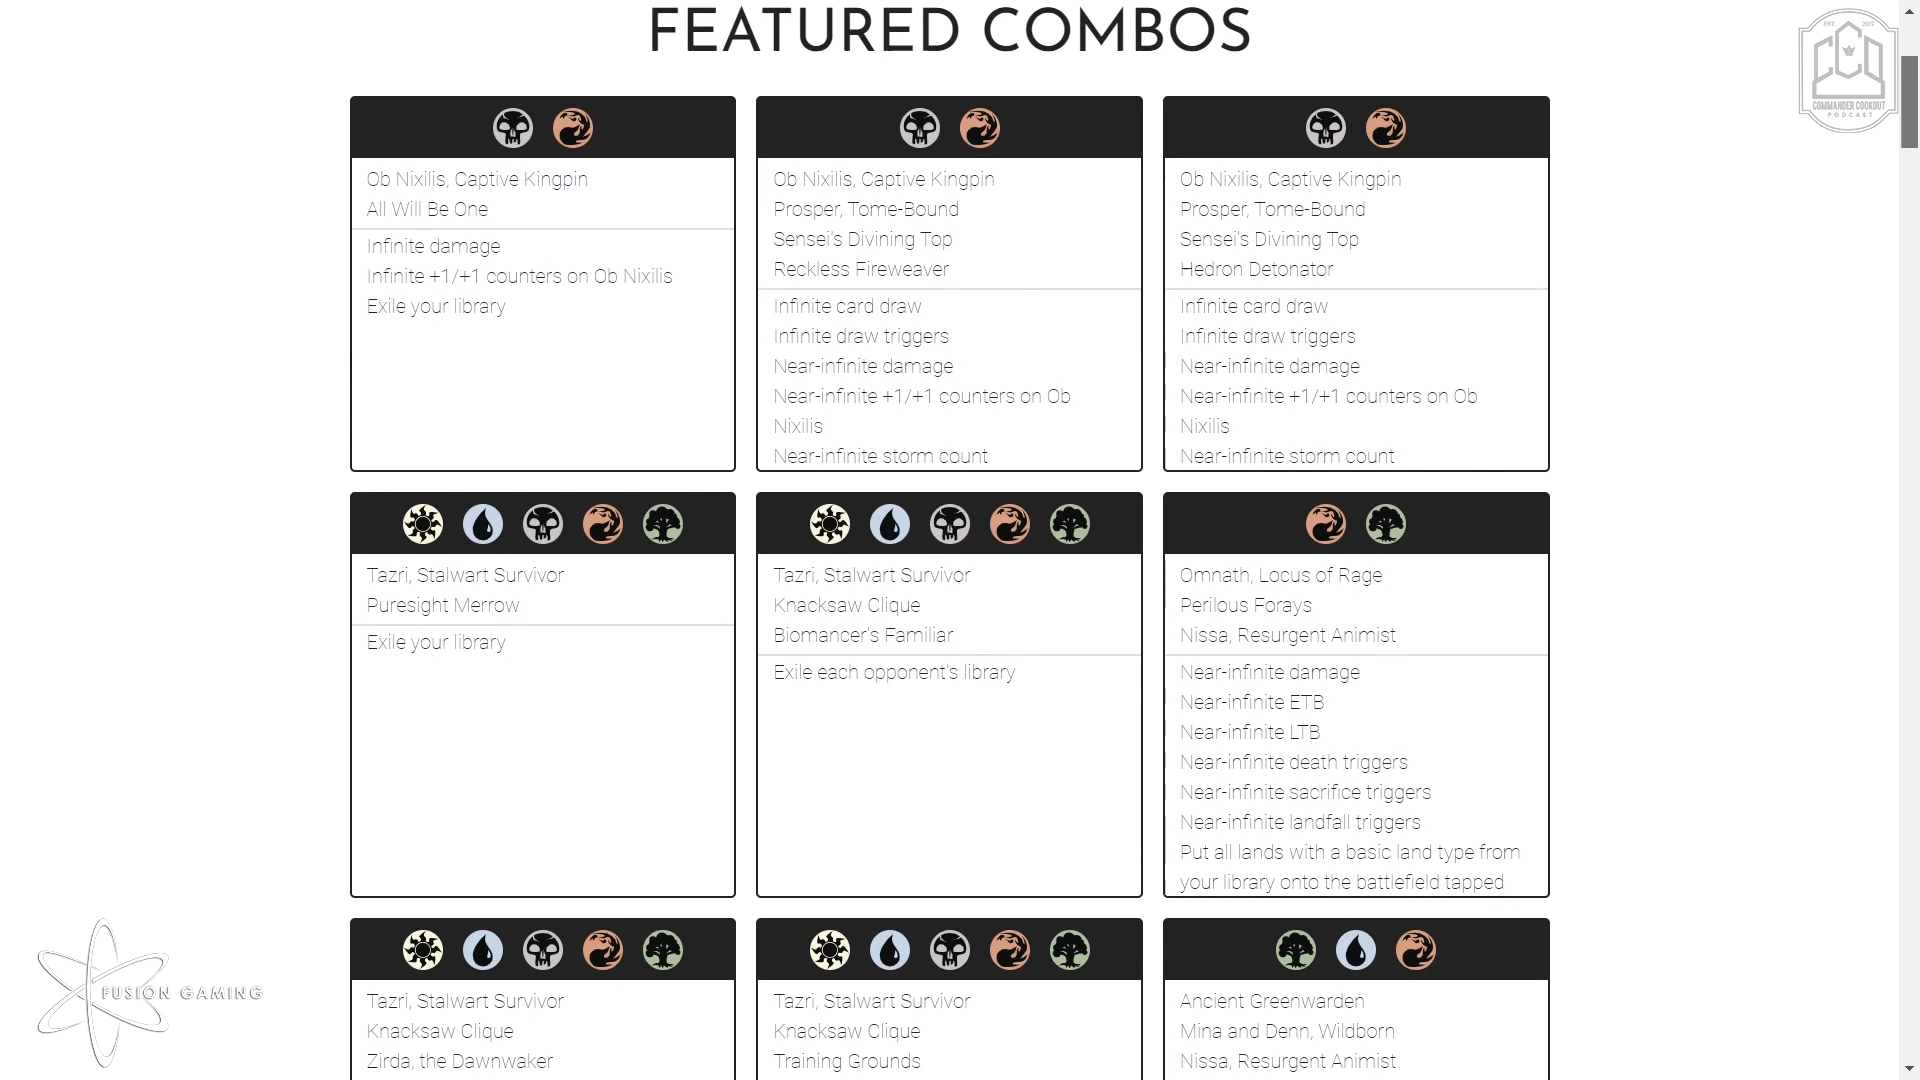 FEATURED COMBOS
EST. 2017
COMMANDER COOKOUT
PODCAST
Ob Nixilis, Captive Kingpin
All Will Be One
Infinite damage
Infinite +1/+1 counters on Ob Nixilis
Exile your library
Ob Nixilis, Captive Kingpin
Prosper, Tome-Bound
Sensei's Divining Top
Reckless Fireweaver
Infinite card draw
Infinite draw triggers
Near-infinite damage
Near-infinite +1/+1 counters on Ob
Nixilis
Near-infinite storm count
Ob Nixilis, Captive Kingpin
Prosper, Tome-Bound
Sensei's Divining Top
Hedron Detonator
Infinite card draw
Infinite draw triggers
Near-infinite damage
Near-infinite +1/+1 counters on Ob
Nixilis
Near-infinite storm count
Tazri, Stalwart Survivor
Puresight Merrow
Exile your library
Tazri, Stalwart Survivor
Knacksaw Clique
Biomancer's Familiar
Exile each opponent's library
Omnath, Locus of Rage
Perilous Forays
Nissa, Resurgent Animist
Near-infinite damage
Near-infinite ETB
Near-infinite LTB
Near-infinite death triggers
Near-infinite sacrifice triggers
Near-infinite landfall triggers
Put all lands with a basic land type from
your library onto the battlefield tapped
Tazri, Stalwart Survivor
Knacksaw Clique
Zirda, the Dawnwaker
Tazri, Stalwart Survivor
Knacksaw Clique
Training Grounds
Ancient Greenwarden
Mina and Denn, Wildborn
Nissa, Resurgent Animist
FUSION GAMING